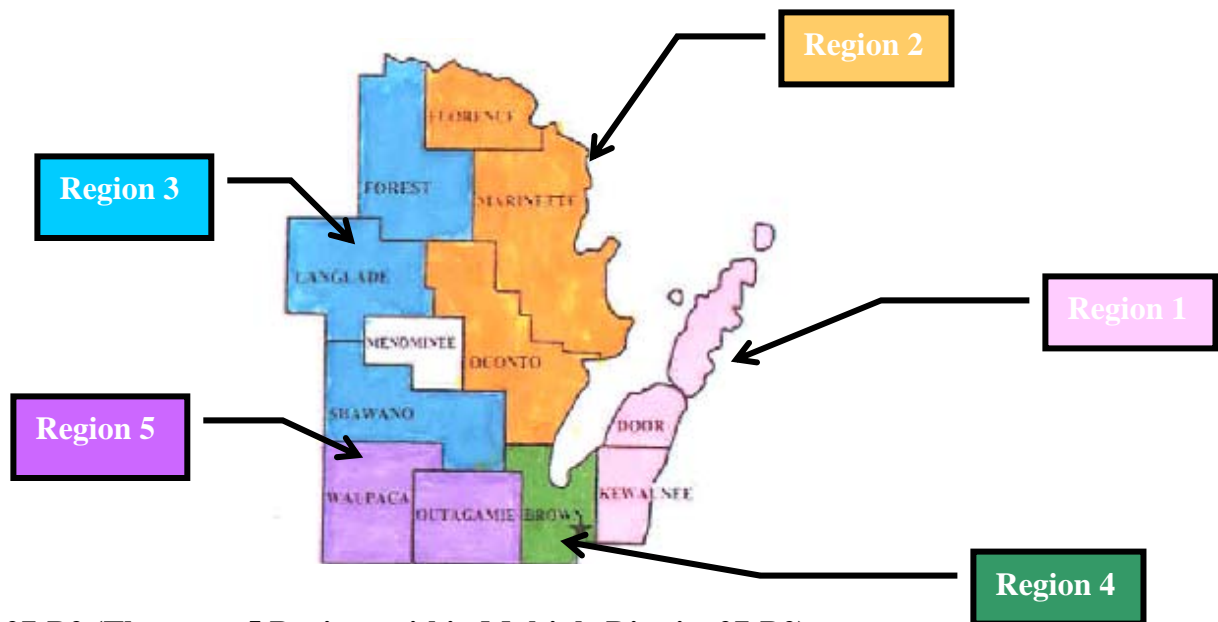 Region 2
FLORENCE
Region 3
FOREST
MARINETTE
LANGLADE
Region 1
MENOMINEE
OCONTO
Region 5
SHAWANO
DOOR
WAUPACA
OUTAGAMIE
BROWN
KEWAUNEE
Region 4